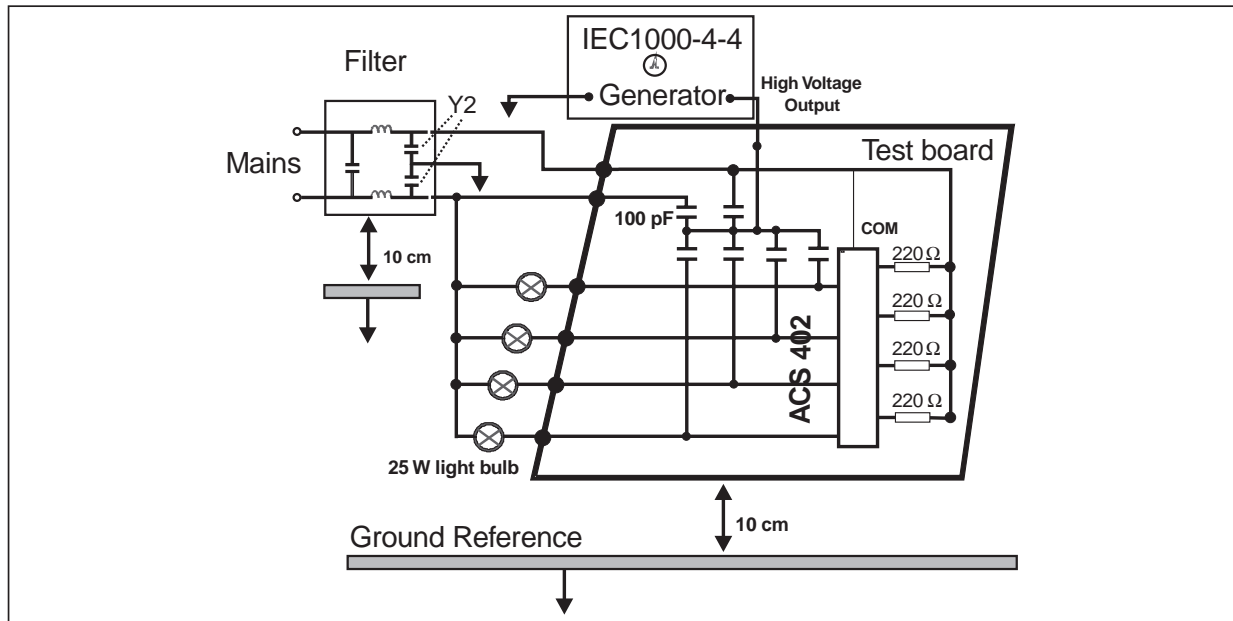 IEC1000-4-4
Generator
Filter
High Voltage
Output
Y2
Mains
Test board
100 pF
COM
10 cm
220 Ω
220 Ω
220 Ω
220 Ω
ACS 402
25 W light bulb
10 cm
Ground Reference